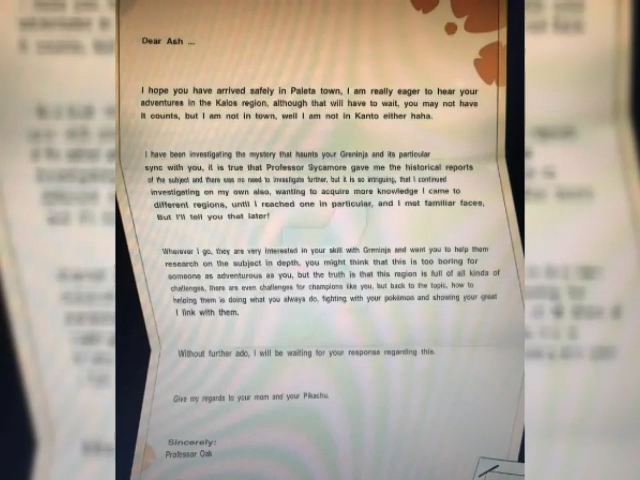 Dear Ash ...
I hope you have arrived safely in Paleta town, I am really eager to hear your
adventures in the Kalos region, although that will have to wait, you may not have
it counts, but I am not in town, well I am not in Kanto either haha.
I have been investigating the mystery that haunts your Greninja and its particular
sync with you, it is true that Professor Sycamore gave me the historical reports
of the subject and there was no need to investigate further, but it is so intriguing, that I continued
investigating on my own also, wanting to acquire more knowledge I came to
different regions, until I reached one in particular, and I met familiar faces,
But I'll tell you that later!
Wherever I go, they are very interested in your skill with Greninja and want you to help them
research on the subject in depth, you might think that this is too boring for
someone as adventurous as you, but the truth is that this region is full of all kinds of
challenges, there are even challenges for champions like you, but back to the topic, how to
helping them is doing what you always do, fighting with your pokémon and showing your great
l link with them.
Without further ado, I will be waiting for your response regarding this.
Give my regards to your mom and your Pikachu.
Sincerely:
Professor Oak